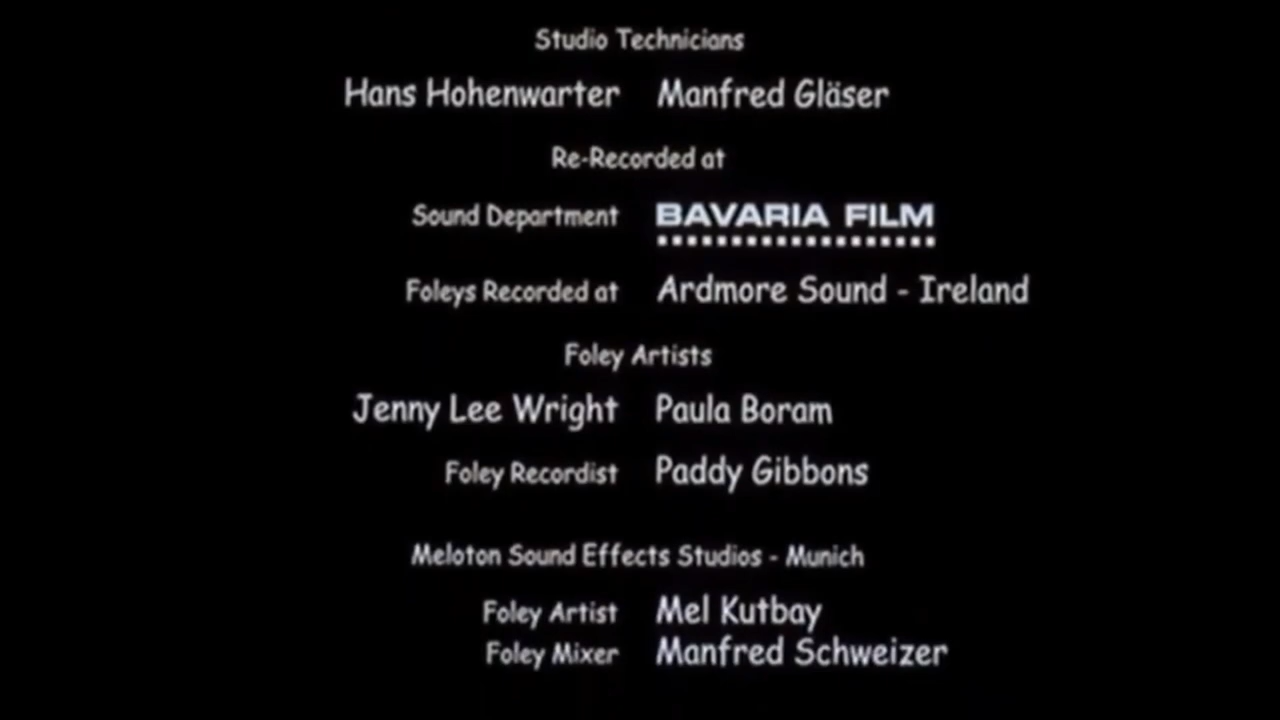 Studio Technicians
Hans Hohenwarter Manfred Gläser
Re-Recorded at
Sound Department BAVARIA FILM
Foleys Recorded at Ardmore Sound - Ireland
Foley Artists
Jenny Lee Wright Paula Boram
Foley Recordist Paddy Gibbons
Meloton Sound Effects Studios - Munich
Foley Artist Mel Kutbay
Foley Mixer Manfred Schweizer